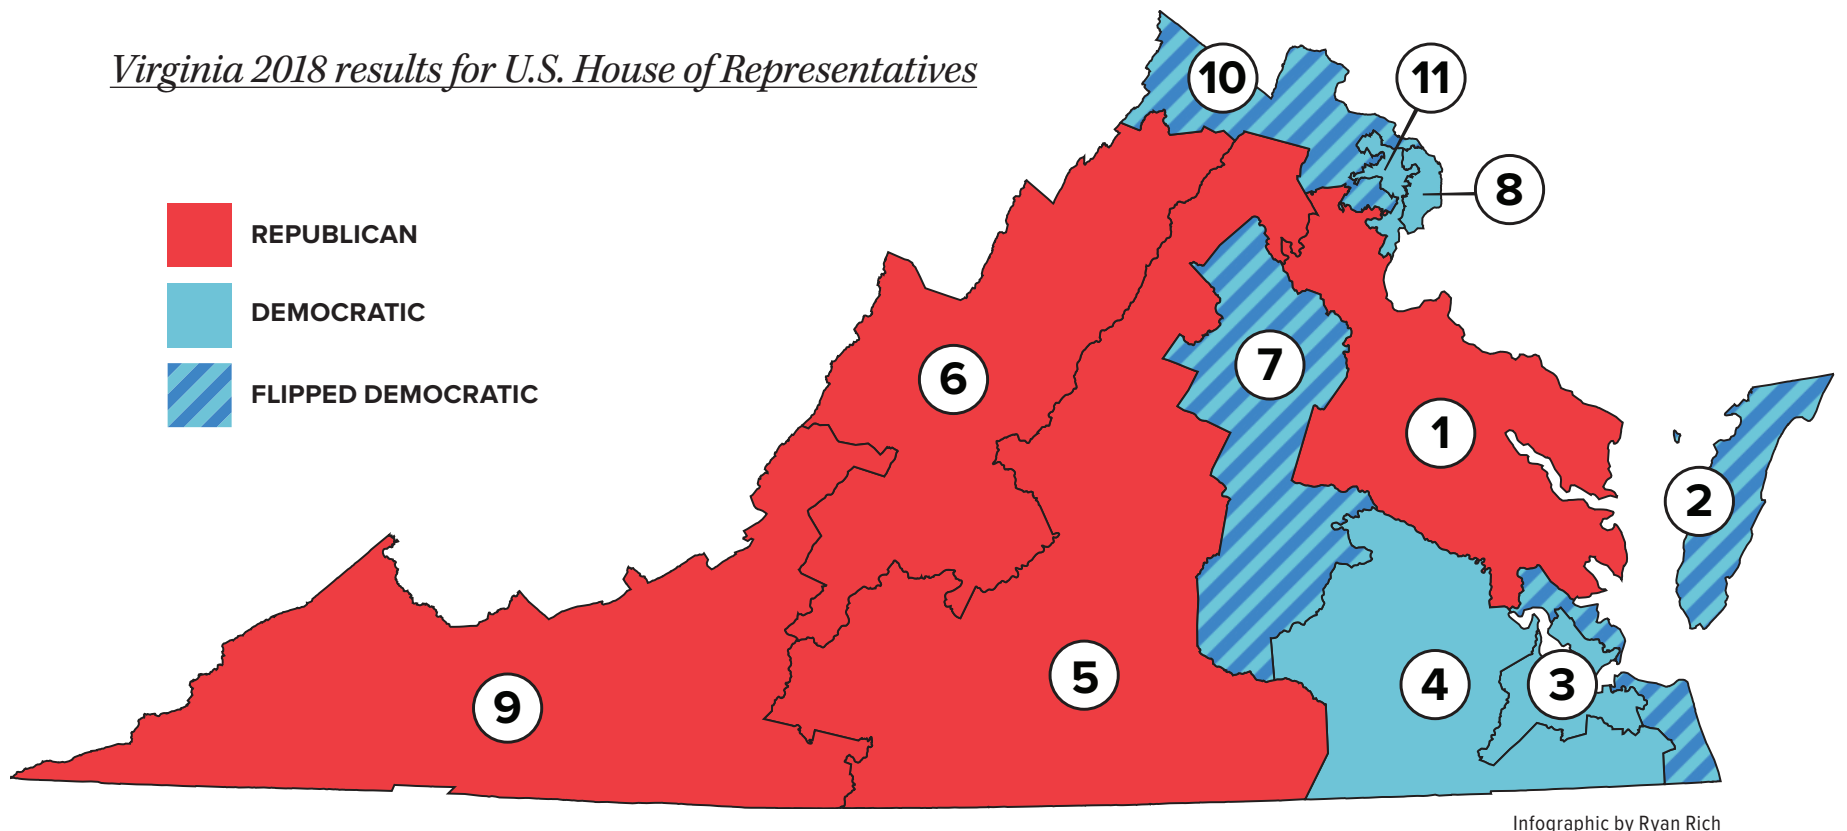 Virginia 2018 results for U.S. House of Representatives
REPUBLICAN
DEMOCRATIC
FLIPPED DEMOCRATIC
10
11
8
7
6
1
2
5
4
3
9
Infographic by Ryan Rich